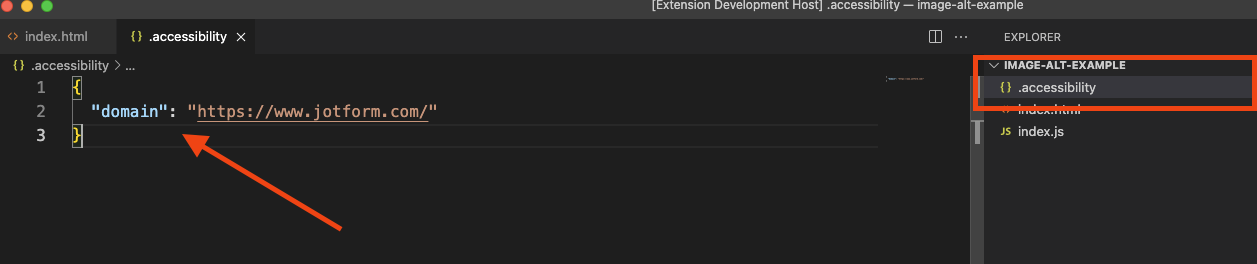 [Extension Development Host] .accessibility — image-alt-example
<> index.html
{} .accessibility ×
EXPLORER
{} .accessibility > ...
1 {
2 "domain": "https://www.jotform.com/"
3 }
IMAGE-ALT-EXAMPLE
{} .accessibility
index.html
JS index.js